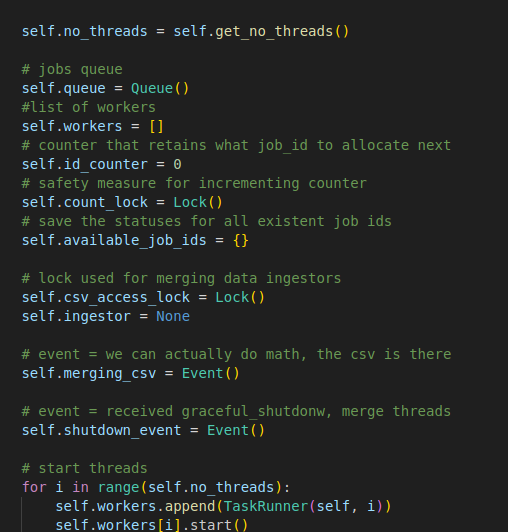 self.no_threads = self.get_no_threads()
# jobs queue
self.queue = Queue()
#list of workers
self.workers = []
# counter that retains what job_id to allocate next
self.id_counter = 0
# safety measure for incrementing counter
self.count_lock = Lock()
# save the statuses for all existent job ids
self.available_job_ids = {}
# lock used for merging data ingestors
self.csv_access_lock = Lock()
self.ingestor = None
# event = we can actually do math, the csv is there
self.merging_csv = Event()
# event = received graceful_shutdonw, merge threads
self.shutdown_event = Event()
# start threads
for i in range(self.no_threads):
    self.workers.append(TaskRunner(self, i))
    self.workers[i].start()